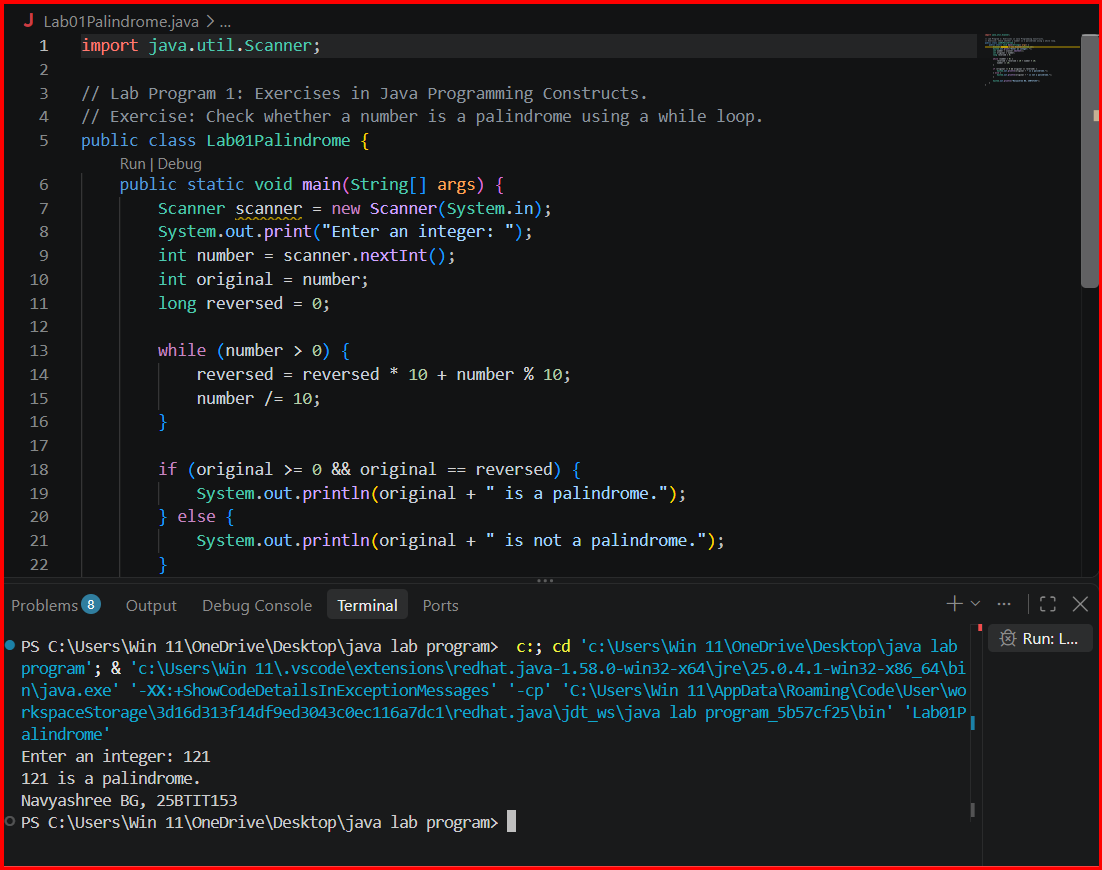 Lab01Palindrome.java > ...
1 import java.util.Scanner;
2
3 // Lab Program 1: Exercises in Java Programming Constructs.
4 // Exercise: Check whether a number is a palindrome using a while loop.
5 public class Lab01Palindrome {
Run | Debug
6 public static void main(String[] args) {
7 Scanner scanner = new Scanner(System.in);
8 System.out.print("Enter an integer: ");
9 int number = scanner.nextInt();
10 int original = number;
11 long reversed = 0;
12
13 while (number > 0) {
14 reversed = reversed * 10 + number % 10;
15 number /= 10;
16 }
17
18 if (original >= 0 && original == reversed) {
19 System.out.println(original + " is a palindrome.");
20 } else {
21 System.out.println(original + " is not a palindrome.");
22 }
Problems 8 Output Debug Console Terminal Ports
Run: L...
PS C:\Users\Win 11\OneDrive\Desktop\java lab program> c:; cd 'c:\Users\Win 11\OneDrive\Desktop\java lab
program'; & 'c:\Users\Win 11\.vscode\extensions\redhat.java-1.58.0-win32-x64\jre\25.0.4.1-win32-x86_64\bi
n\java.exe' '-XX:+ShowCodeDetailsInExceptionMessages' '-cp' 'C:\Users\Win 11\AppData\Roaming\Code\User\wo
rkspaceStorage\3d16d313f14df9ed3043c0ec116a7dc1\redhat.java\jdt_ws\java lab program_5b57cf25\bin' 'Lab01P
alindrome'
Enter an integer: 121
121 is a palindrome.
Navyashree BG, 25BTIT153
PS C:\Users\Win 11\OneDrive\Desktop\java lab program>